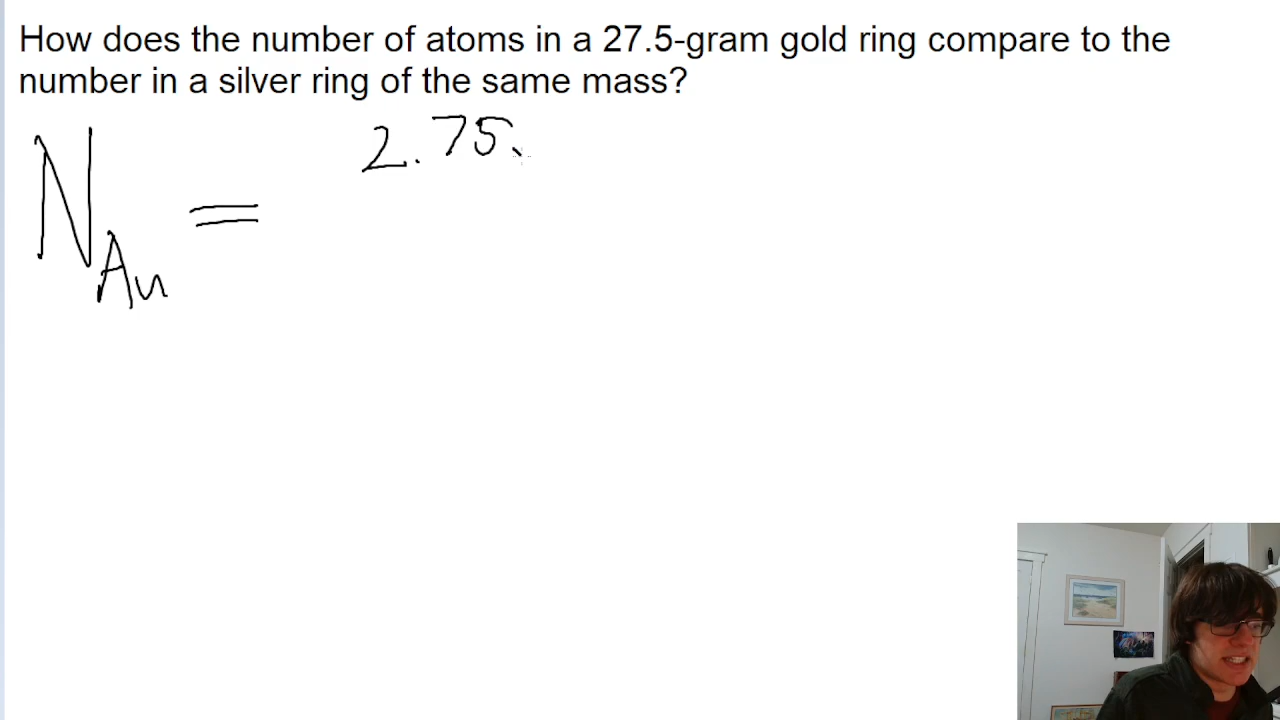 How does the number of atoms in a 27.5-gram gold ring compare to the
number in a silver ring of the same mass?
2.75.
N_Au =